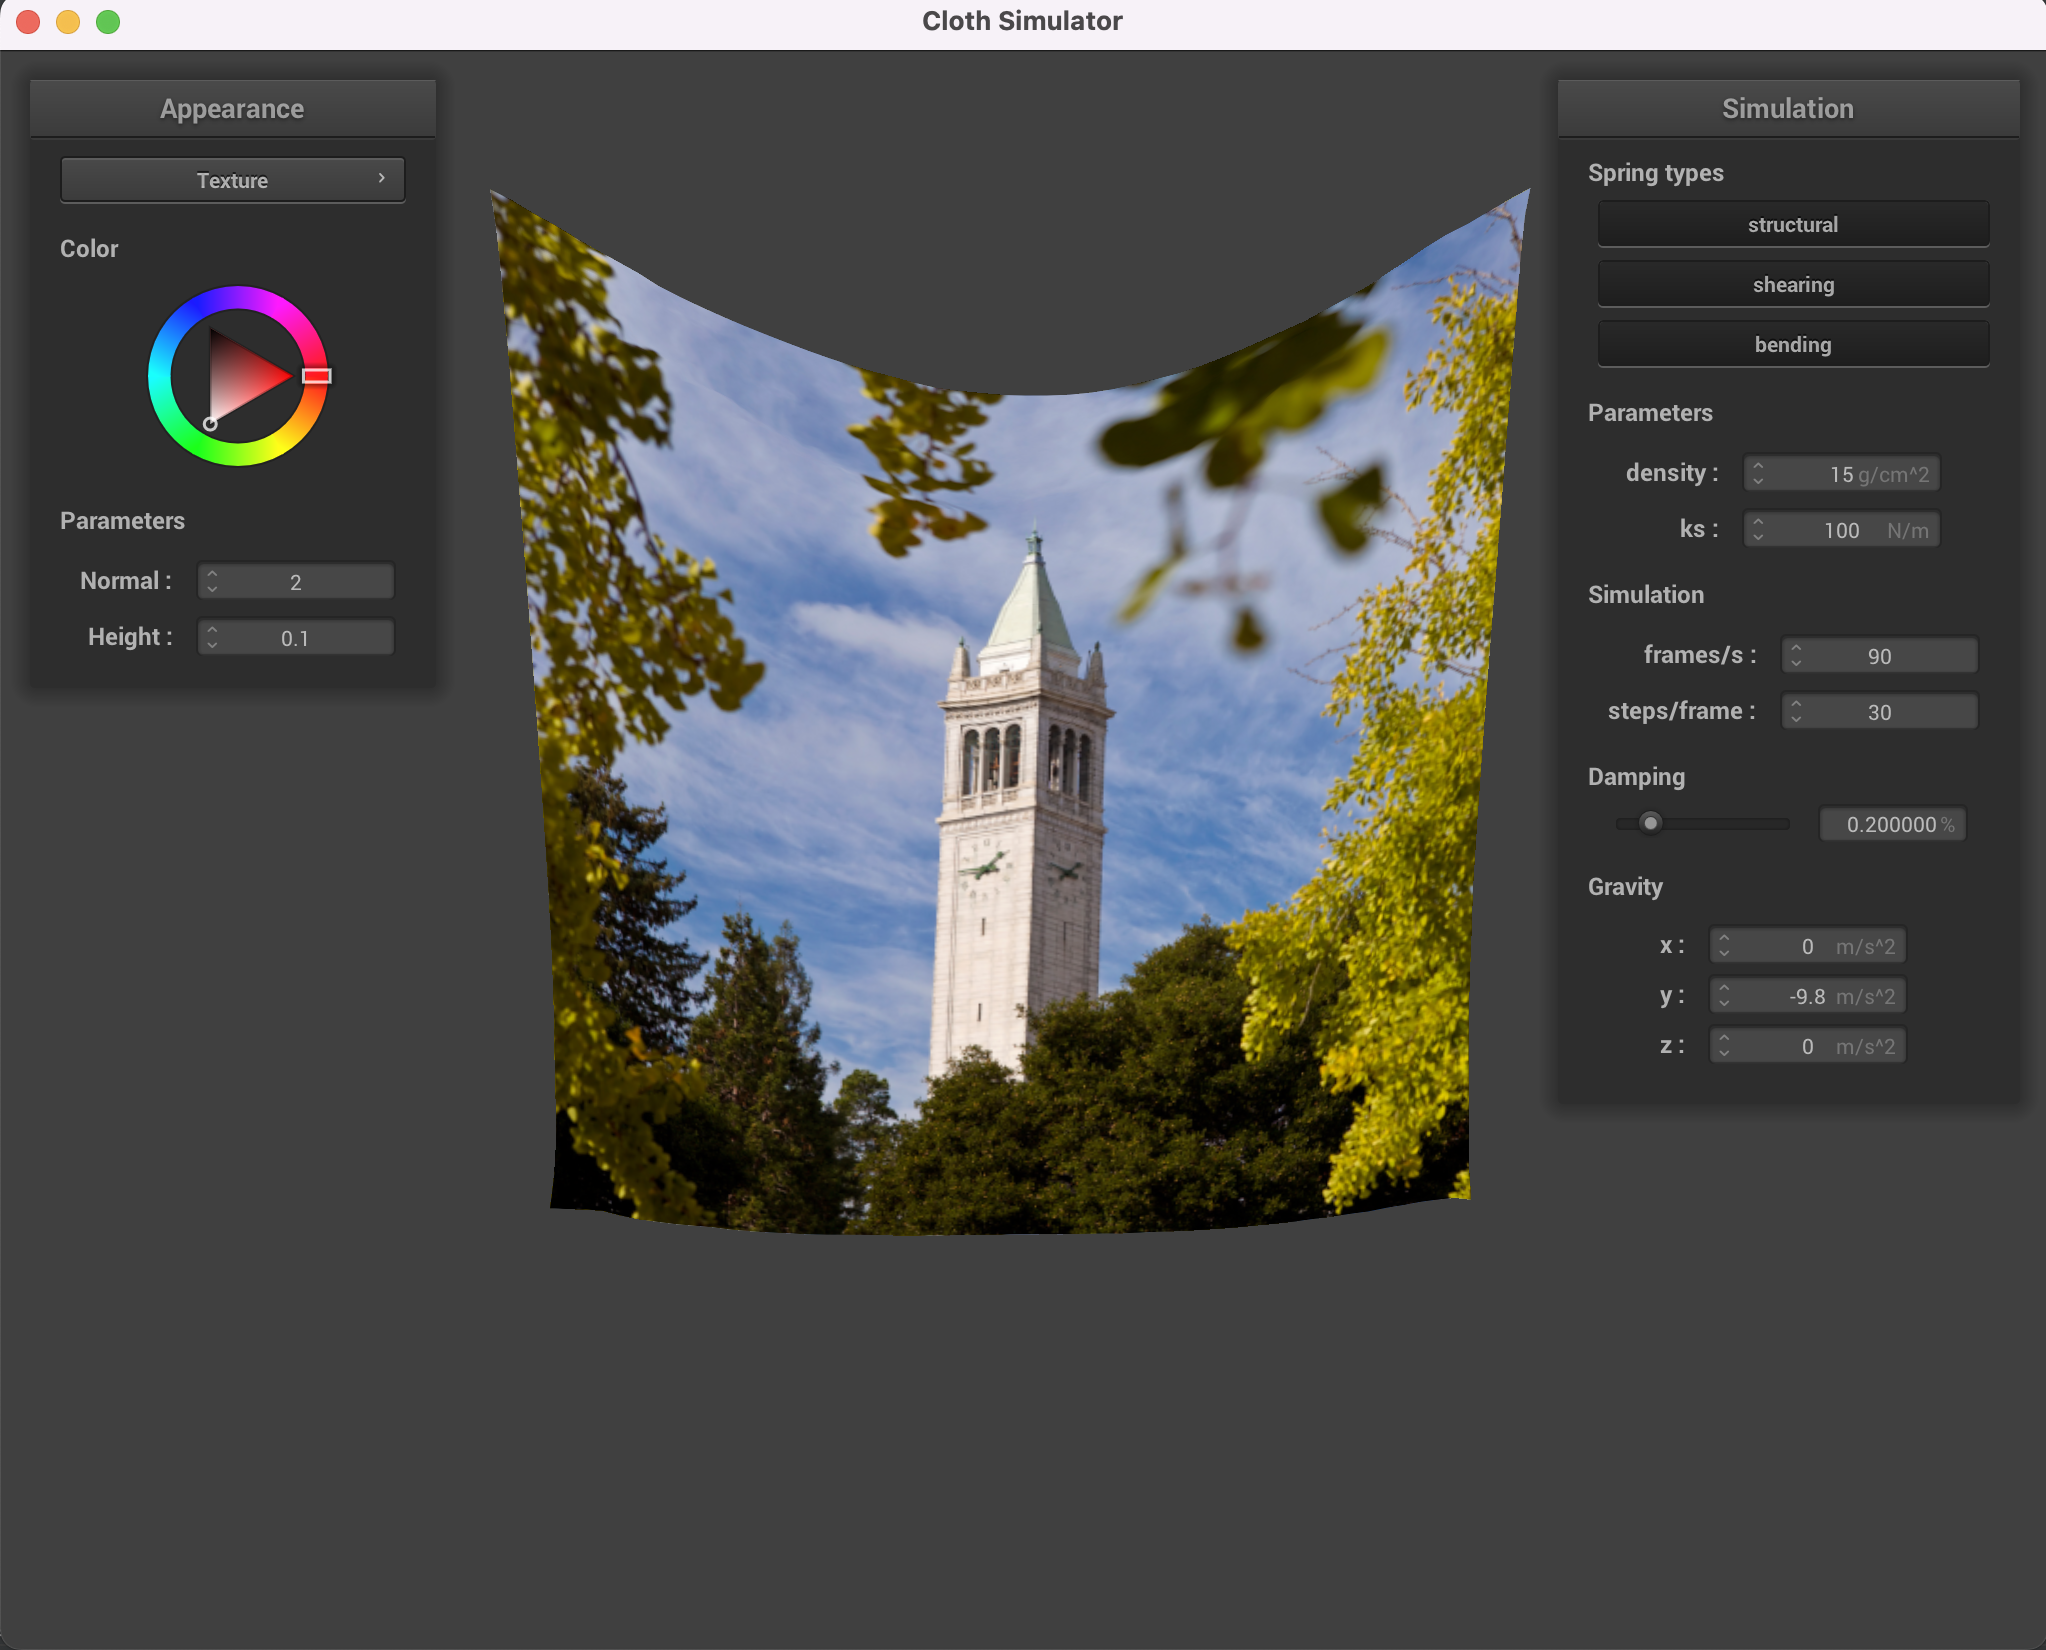 Cloth Simulator
Appearance
Texture
Color
Parameters
Normal : 2
Height : 0.1
Simulation
Spring types
structural
shearing
bending
Parameters
density : 15 g/cm^2
ks : 100 N/m
Simulation
frames/s : 90
steps/frame : 30
Damping
0.200000 %
Gravity
x : 0 m/s^2
y : -9.8 m/s^2
z : 0 m/s^2